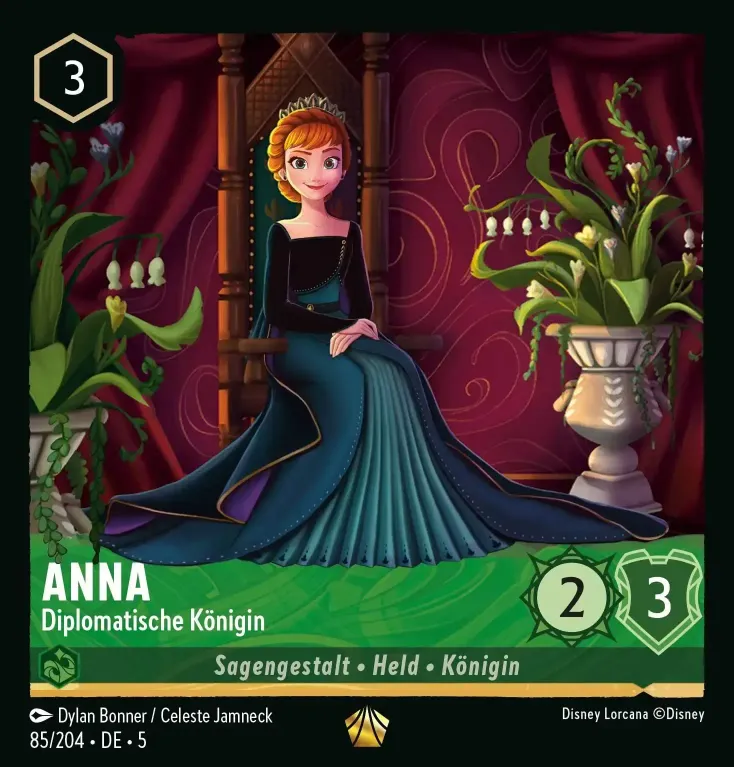 3
ANNA
Diplomatische Königin
2
3
Sagengestalt • Held • Königin
Dylan Bonner / Celeste Jamneck
Disney Lorcana ©Disney
85/204 • DE • 5